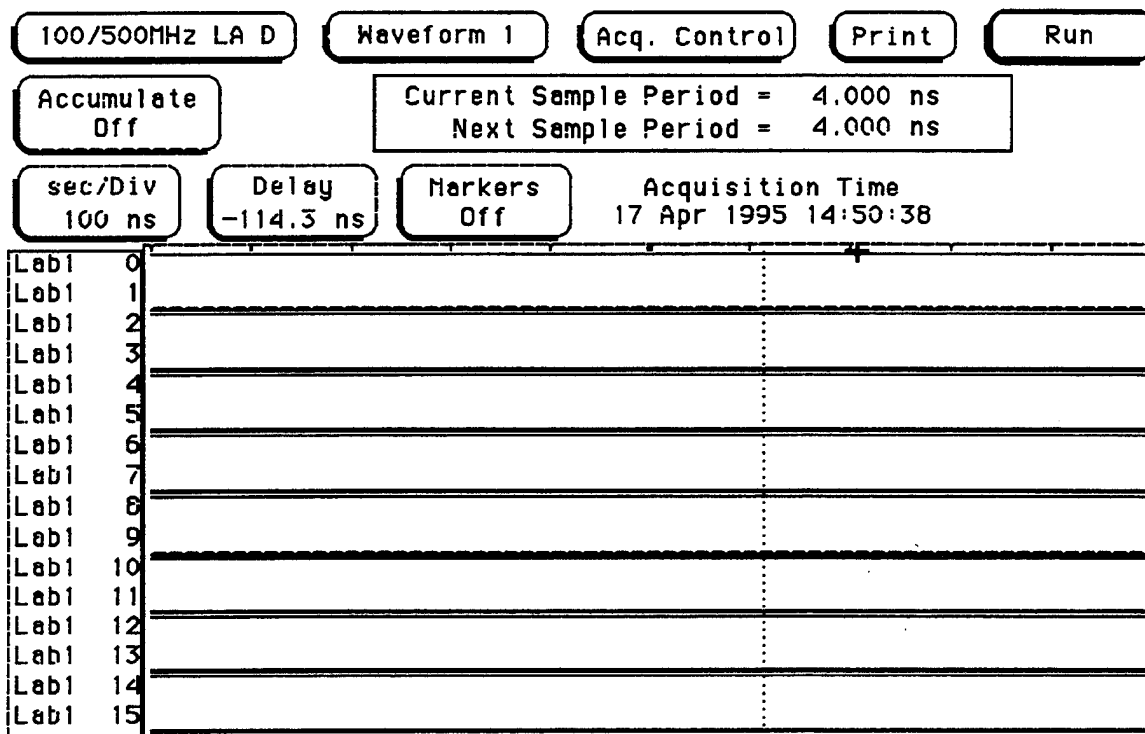 100/500MHz LA D Waveform 1 Acq. Control Print Run
Accumulate
Off
Current Sample Period = 4.000 ns
Next Sample Period = 4.000 ns
sec/Div
100 ns
Delay
-114.3 ns
Markers
Off
Acquisition Time
17 Apr 1995 14:50:38
Lab1 0
Lab1 1
Lab1 2
Lab1 3
Lab1 4
Lab1 5
Lab1 6
Lab1 7
Lab1 8
Lab1 9
Lab1 10
Lab1 11
Lab1 12
Lab1 13
Lab1 14
Lab1 15